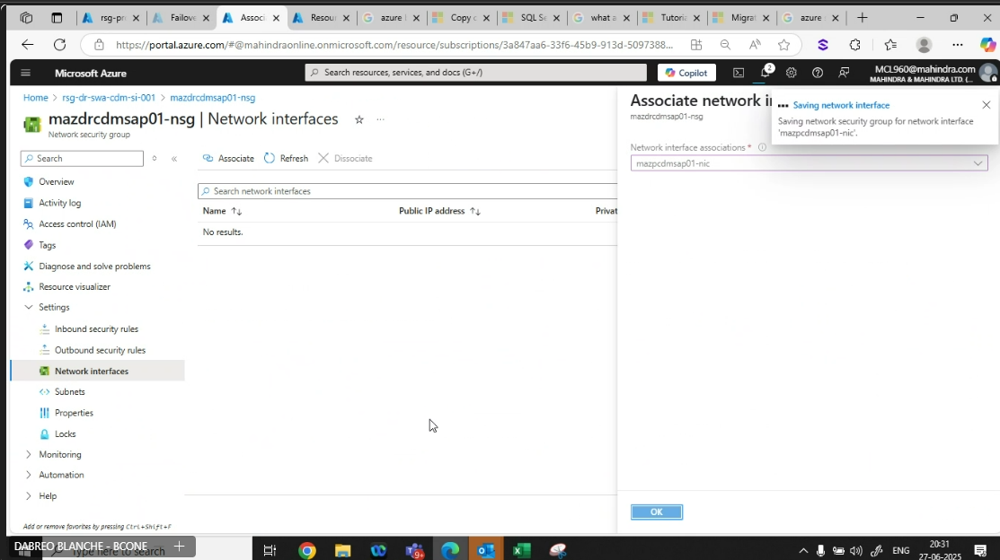 rsg-pr
Failove
Associ
Resour
azure
Copy c
SQL Se
what a
Tutoria
Migrat
azure
https://portal.azure.com/#@mahindraonline.onmicrosoft.com/resource/subscriptions/3a847aa6-33f6-45b9-913d-5097388...
Microsoft Azure
Search resources, services, and docs (G+/)
Copilot
2
MCL960@mahindra.com
MAHINDRA & MAHINDRA LTD. (...
Home > rsg-dr-swa-cdm-si-001 > mazdrcdmsap01-nsg
mazdrcdmsap01-nsg | Network interfaces
Network security group
Search
Associate
Refresh
Dissociate
Overview
Activity log
Access control (IAM)
Tags
Diagnose and solve problems
Resource visualizer
Settings
Inbound security rules
Outbound security rules
Network interfaces
Subnets
Properties
Locks
Monitoring
Automation
Help
Add or remove favorites by pressing Ctrl+Shift+F
Search network interfaces
Name
Public IP address
Privat
No results.
Associate network i
mazdrcdmsap01-nsg
Network interface associations *
mazpcdmsap01-nic
OK
Saving network interface
Saving network security group for network interface
'mazpcdmsap01-nic'.
DABREO BLANCHE - BCONE
Type here to search
9+
ENG
20:31
27-06-2025